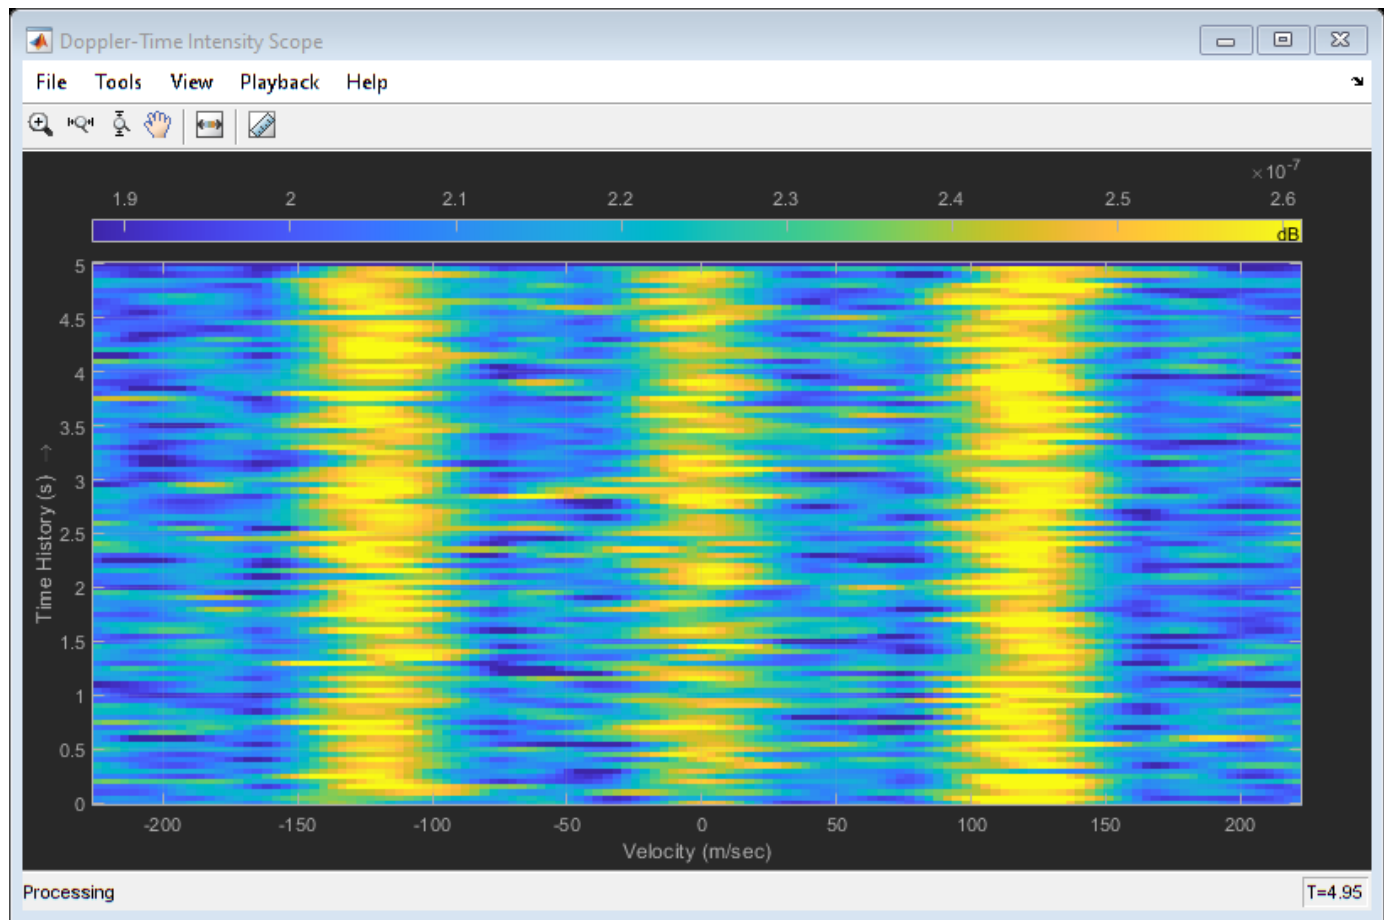 Doppler-Time Intensity Scope
File Tools View Playback Help
×10⁻⁷
1.9 2 2.1 2.2 2.3 2.4 2.5 2.6
dB
5
4.5
4
3.5
3
2.5
2
1.5
1
0.5
0
Time History (s) →
-200 -150 -100 -50 0 50 100 150 200
Velocity (m/sec)
Processing T=4.95